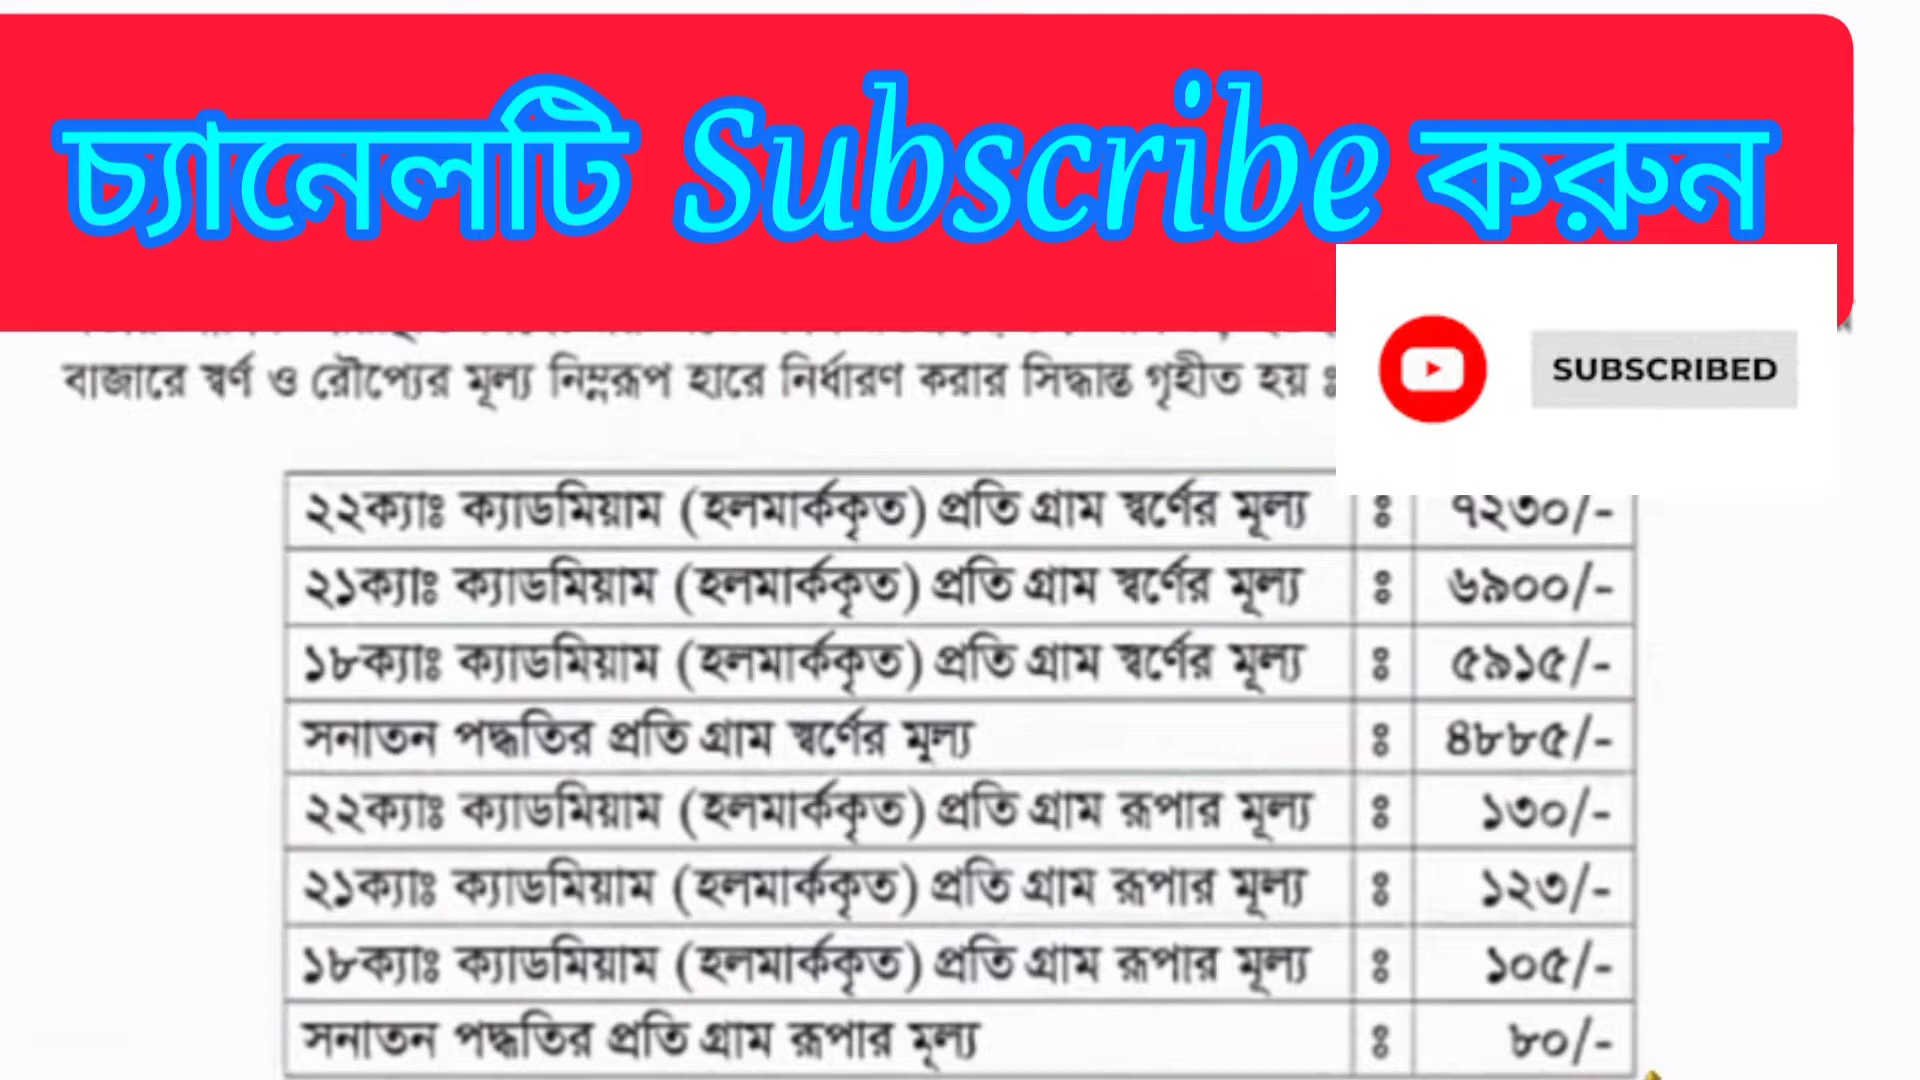 চ্যানেলটি Subscribe করুন
বাজারে স্বর্ণ ও রৌপ্যের মূল্য নিম্নরূপ হারে নির্ধারণ করার সিদ্ধান্ত গৃহীত হয় ঃ
SUBSCRIBED
২২ক্যাঃ ক্যাডমিয়াম (হলমার্ককৃত) প্রতি গ্রাম স্বর্ণের মূল্য ঃ ৭২৩০/-
২১ক্যাঃ ক্যাডমিয়াম (হলমার্ককৃত) প্রতি গ্রাম স্বর্ণের মূল্য ঃ ৬৯০০/-
১৮ক্যাঃ ক্যাডমিয়াম (হলমার্ককৃত) প্রতি গ্রাম স্বর্ণের মূল্য ঃ ৫৯১৫/-
সনাতন পদ্ধতির প্রতি গ্রাম স্বর্ণের মূল্য ঃ ৪৮৮৫/-
২২ক্যাঃ ক্যাডমিয়াম (হলমার্ককৃত) প্রতি গ্রাম রূপার মূল্য ঃ ১৩০/-
২১ক্যাঃ ক্যাডমিয়াম (হলমার্ককৃত) প্রতি গ্রাম রূপার মূল্য ঃ ১২৩/-
১৮ক্যাঃ ক্যাডমিয়াম (হলমার্ককৃত) প্রতি গ্রাম রূপার মূল্য ঃ ১০৫/-
সনাতন পদ্ধতির প্রতি গ্রাম রূপার মূল্য ঃ ৮০/-